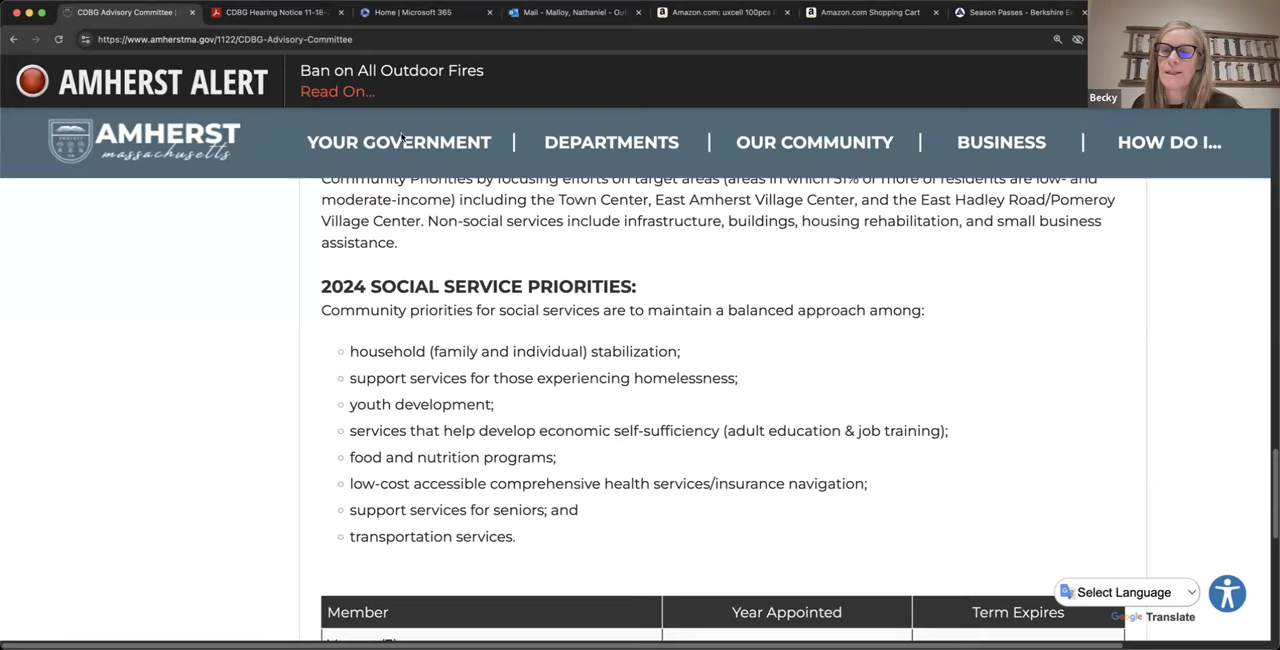 CDBG Advisory Committee |
CDBG Hearing Notice 11-18-
Home | Microsoft 365
Mail - Malloy, Nathaniel - Out
Amazon.com: uxcell 100pcs
Amazon.com Shopping Cart
Season Passes - Berkshire Ea
https://www.amherstma.gov/1122/CDBG-Advisory-Committee
AMHERST ALERT
Ban on All Outdoor Fires
Read On...
Becky
AMHERST
massachusetts
YOUR GOVERNMENT | DEPARTMENTS | OUR COMMUNITY | BUSINESS | HOW DO I...
Community Priorities by focusing efforts on target areas (areas in which 51% or more of residents are low- and
moderate-income) including the Town Center, East Amherst Village Center, and the East Hadley Road/Pomeroy
Village Center. Non-social services include infrastructure, buildings, housing rehabilitation, and small business
assistance.
2024 SOCIAL SERVICE PRIORITIES:
Community priorities for social services are to maintain a balanced approach among:
household (family and individual) stabilization;
support services for those experiencing homelessness;
youth development;
services that help develop economic self-sufficiency (adult education & job training);
food and nutrition programs;
low-cost accessible comprehensive health services/insurance navigation;
support services for seniors; and
transportation services.
Select Language
Google Translate
Member Year Appointed Term Expires